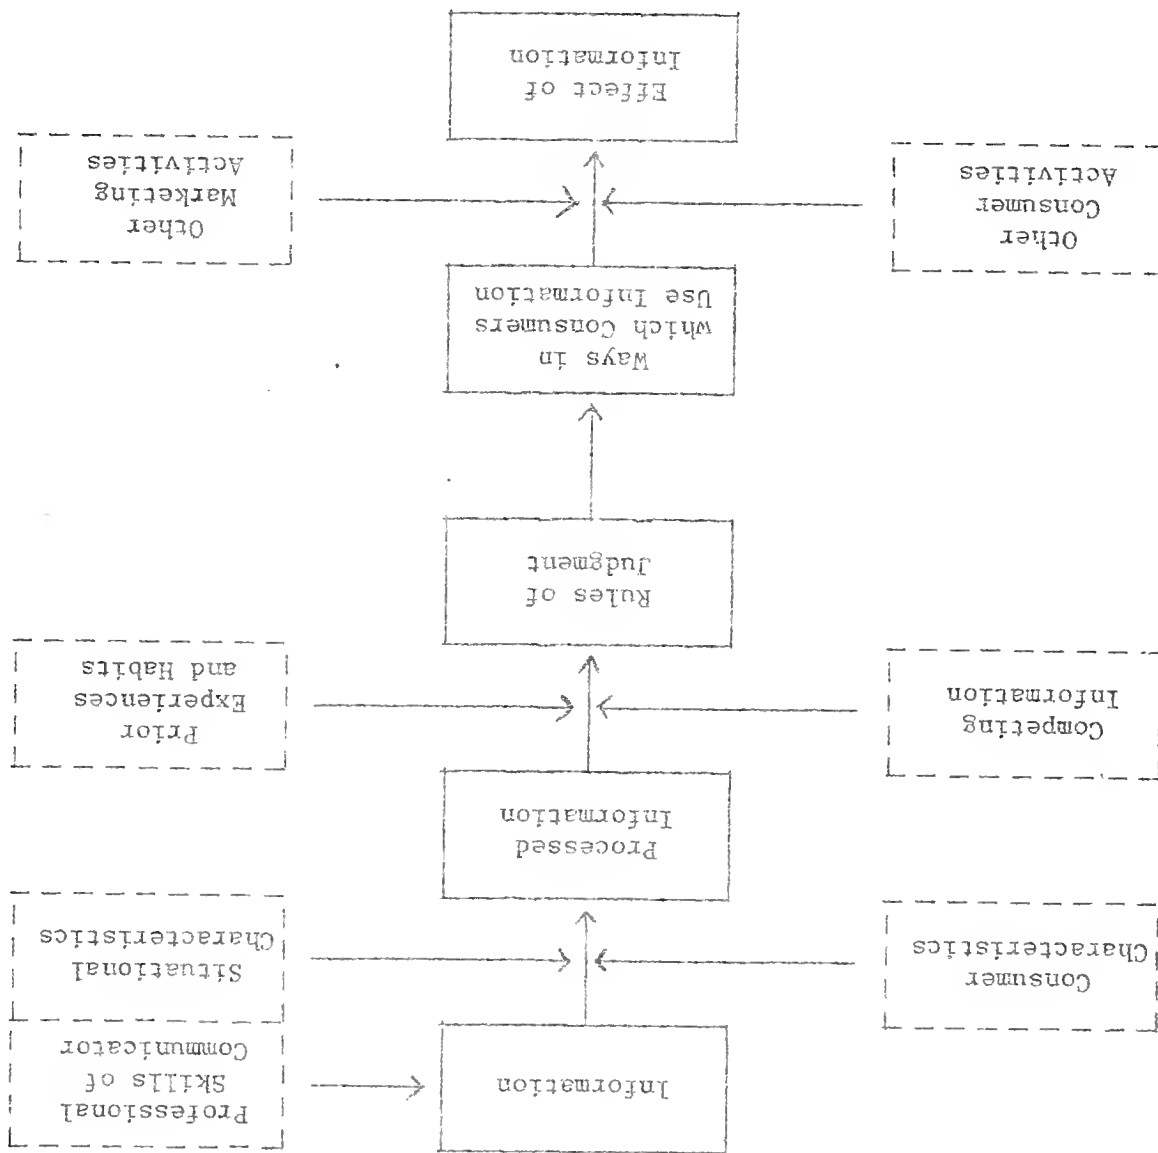 Information
Professional
Skills of
Communicator
Consumer
Characteristics
Situational
Characteristics
Processed
Information
Competing
Information
Prior
Experiences
and Habits
Rules of
Judgment
Ways in
which Consumers
Use Information
Other
Consumer
Activities
Other
Marketing
Activities
Effect of
Information